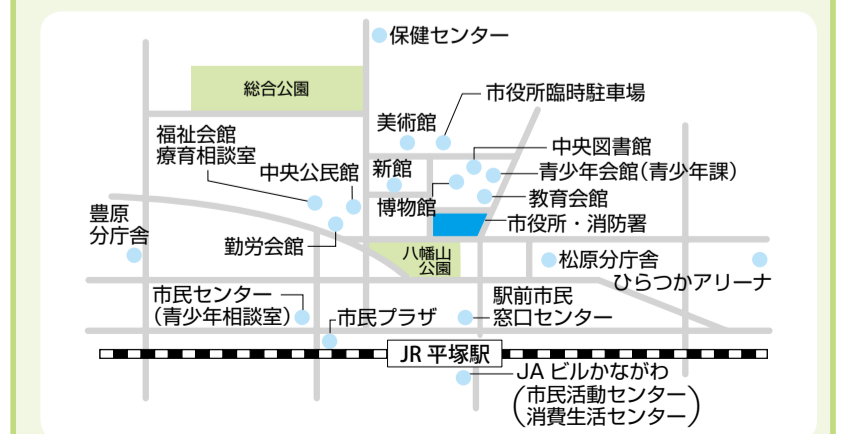 保健センター
総合公園
市役所臨時駐車場
美術館
福祉会館
療育相談室
中央図書館
中央公民館
新館
青少年会館(青少年課)
教育会館
博物館
豊原
分庁舎
市役所・消防署
勤労会館
八幡山
公園
松原分庁舎
ひらつかアリーナ
市民センター
(青少年相談室)
駅前市民
窓口センター
市民プラザ
JR 平塚駅
JA ビルかながわ
(市民活動センター
消費生活センター)